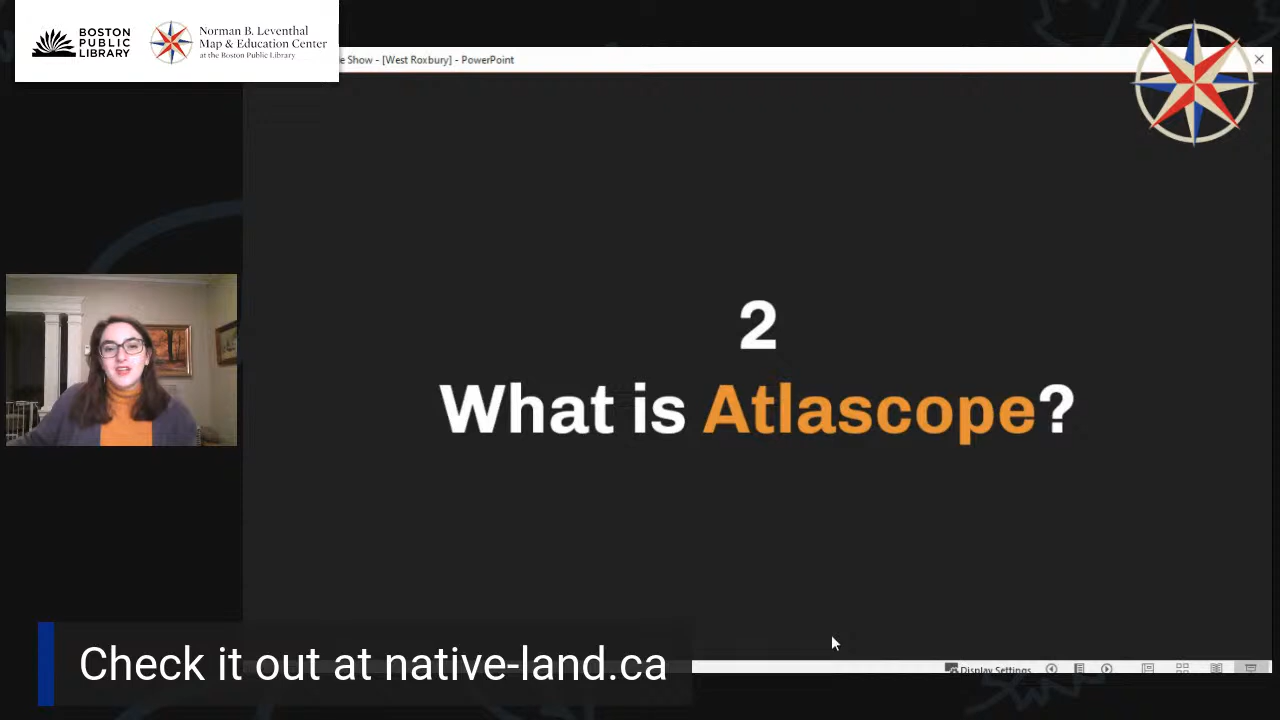 BOSTON
PUBLIC
LIBRARY
Norman B. Leventhal
Map & Education Center
at the Boston Public Library
e Show - [West Roxbury] - PowerPoint
2
What is Atlascope?
Check it out at native-land.ca
Display Settings